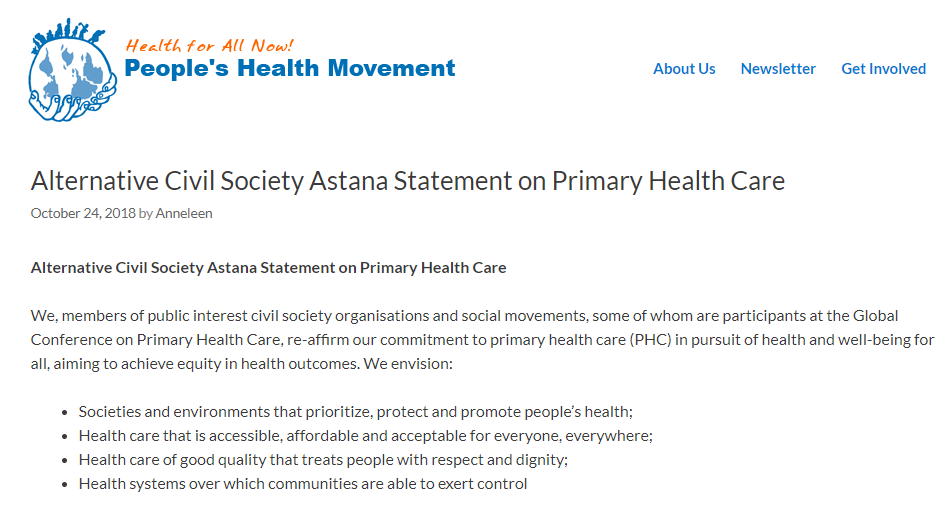 Health for All Now!
People's Health Movement
About Us Newsletter Get Involved
Alternative Civil Society Astana Statement on Primary Health Care
October 24, 2018 by Anneleen
Alternative Civil Society Astana Statement on Primary Health Care
We, members of public interest civil society organisations and social movements, some of whom are participants at the Global
Conference on Primary Health Care, re-affirm our commitment to primary health care (PHC) in pursuit of health and well-being for
all, aiming to achieve equity in health outcomes. We envision:
• Societies and environments that prioritize, protect and promote people’s health;
• Health care that is accessible, affordable and acceptable for everyone, everywhere;
• Health care of good quality that treats people with respect and dignity;
• Health systems over which communities are able to exert control